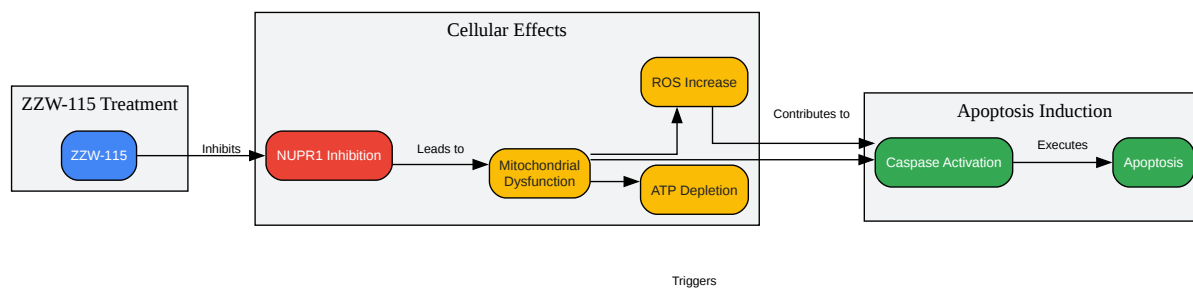 Cellular Effects
ZZW-115 Treatment
ZZW-115
Inhibits
NUPR1 Inhibition
Leads to
Mitochondrial
Dysfunction
ROS Increase
ATP Depletion
Contributes to
Apoptosis Induction
Caspase Activation
Executes
Apoptosis
Triggers